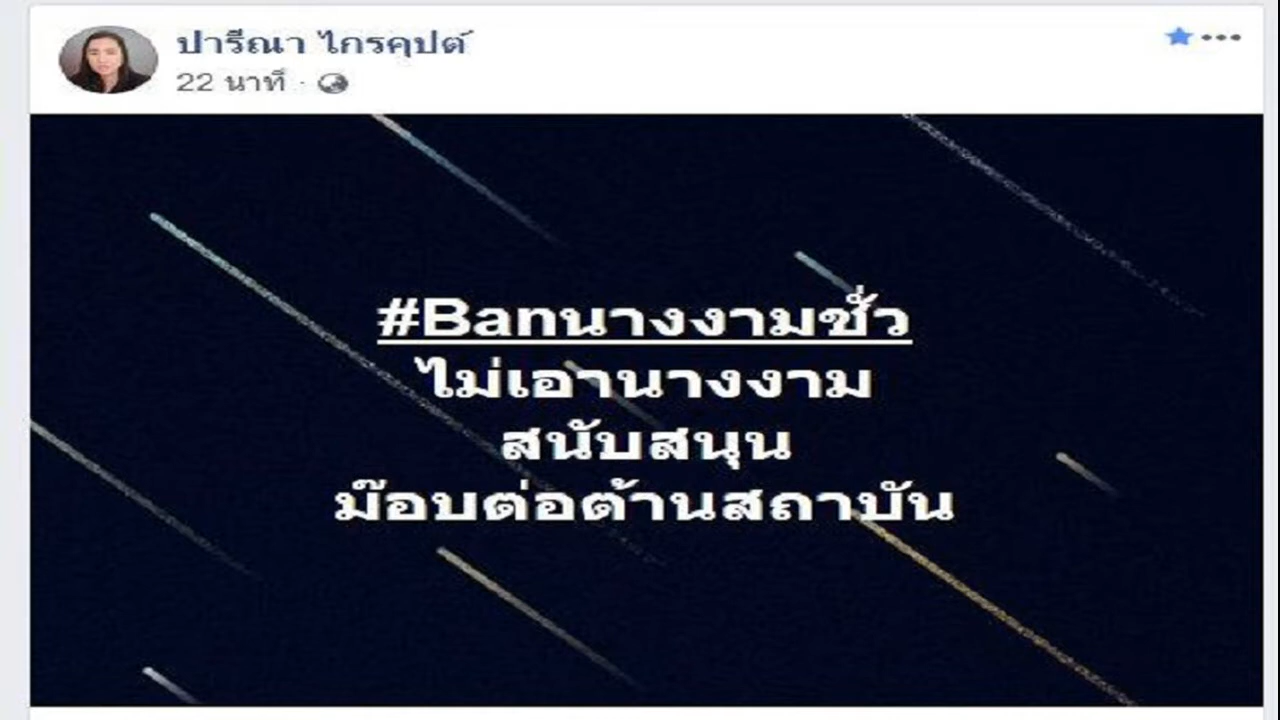 ปารีณา ไกรคุปต์
22 นาที ·
#Banนางงามชั่ว
ไม่เอานางงาม
สนับสนุน
ม๊อบต่อต้านสถาบัน